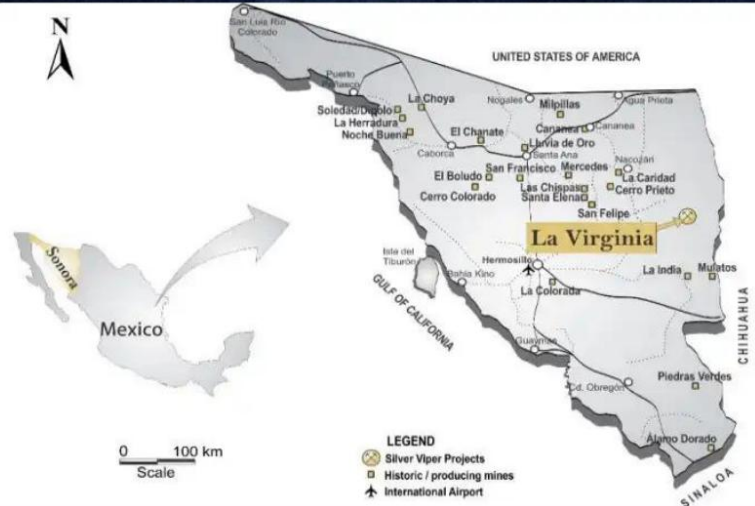 N
San Luis Rio
Colorado
UNITED STATES OF AMERICA
Puerto
Peñasco
Nogales
Agua Prieta
La Choya
Milpillas
Soledad/Dipolo
La Herradura
Cananea
Cananea
Noche Buena
El Chanate
Lluvia de Oro
Caborca
Santa Ana
Nacozari
San Francisco
Mercedes
El Boludo
La Caridad
Cerro Colorado
Las Chispas
Cerro Prieto
Santa Elena
San Felipe
La Virginia
Isla del
Tiburón
Hermosillo
Bahía Kino
La India
Mulatos
La Colorada
GULF OF CALIFORNIA
CHIHUAHUA
Sonora
Mexico
Guaymas
Piedras Verdes
Cd. Obregón
Álamo Dorado
SINALOA
0 100 km
Scale
LEGEND
Silver Viper Projects
Historic / producing mines
International Airport